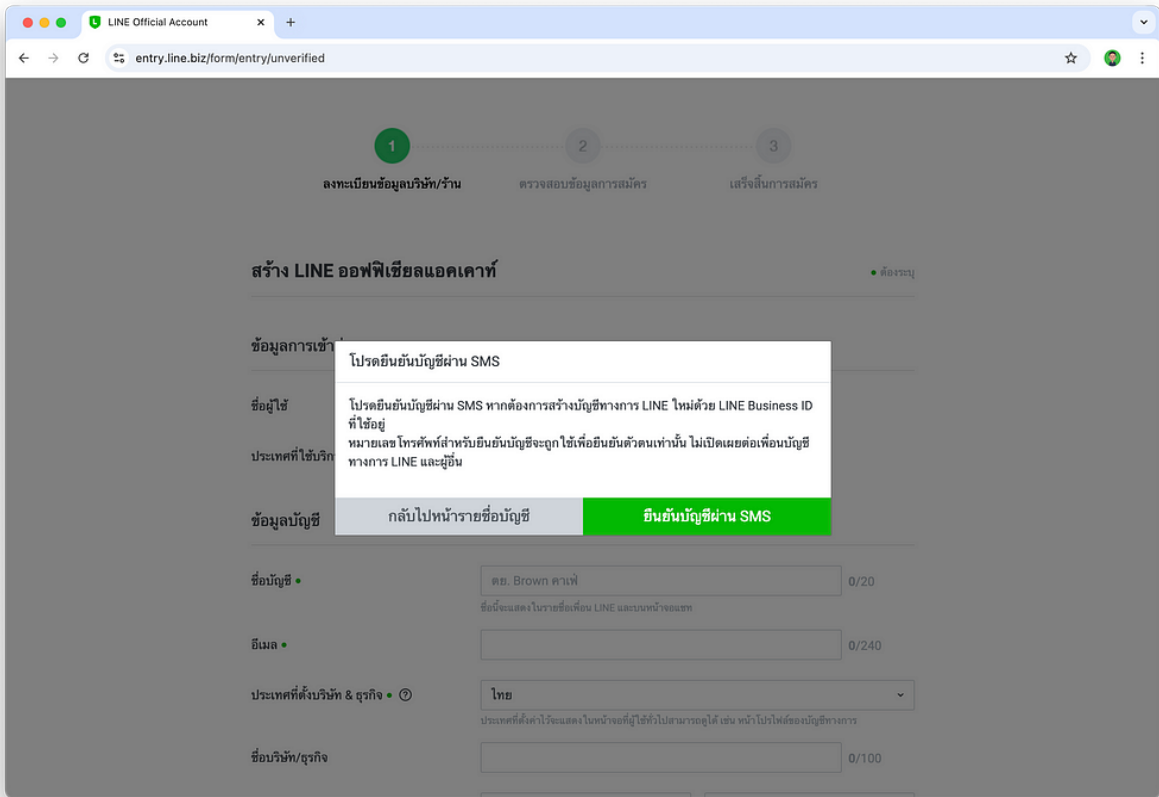 LINE Official Account
entry.line.biz/form/entry/unverified
1
2
3
ลงทะเบียนข้อมูลบริษัท/ร้าน
ตรวจสอบข้อมูลการสมัคร
เสร็จสิ้นการสมัคร
สร้าง LINE ออฟฟิเชียลแอคเคาท์
ต้องระบุ
ข้อมูลการเข้า
โปรดยืนยันบัญชีผ่าน SMS
ชื่อผู้ใช้
โปรดยืนยันบัญชีผ่าน SMS หากต้องการสร้างบัญชีทางการ LINE ใหม่ด้วย LINE Business ID
ที่ใช้อยู่
หมายเลขโทรศัพท์สำหรับยืนยันบัญชีจะถูกใช้เพื่อยืนยันตัวตนเท่านั้น ไม่เปิดเผยต่อเพื่อนบัญชี
ทางการ LINE และผู้อื่น
ประเทศที่ใช้บริก
กลับไปหน้ารายชื่อบัญชี
ยืนยันบัญชีผ่าน SMS
ข้อมูลบัญชี
ชื่อบัญชี
ตย. Brown คาเฟ่
0/20
ชื่อนี้จะแสดงในรายชื่อเพื่อน LINE และบนหน้าจอแชท
อีเมล
0/240
ประเทศที่ตั้งบริษัท & ธุรกิจ
ไทย
ประเทศที่ตั้งค่าไว้จะแสดงในหน้าจอที่ผู้ใช้ทั่วไปสามารถดูได้ เช่น หน้าโปรไฟล์ของบัญชีทางการ
ชื่อบริษัท/ธุรกิจ
0/100